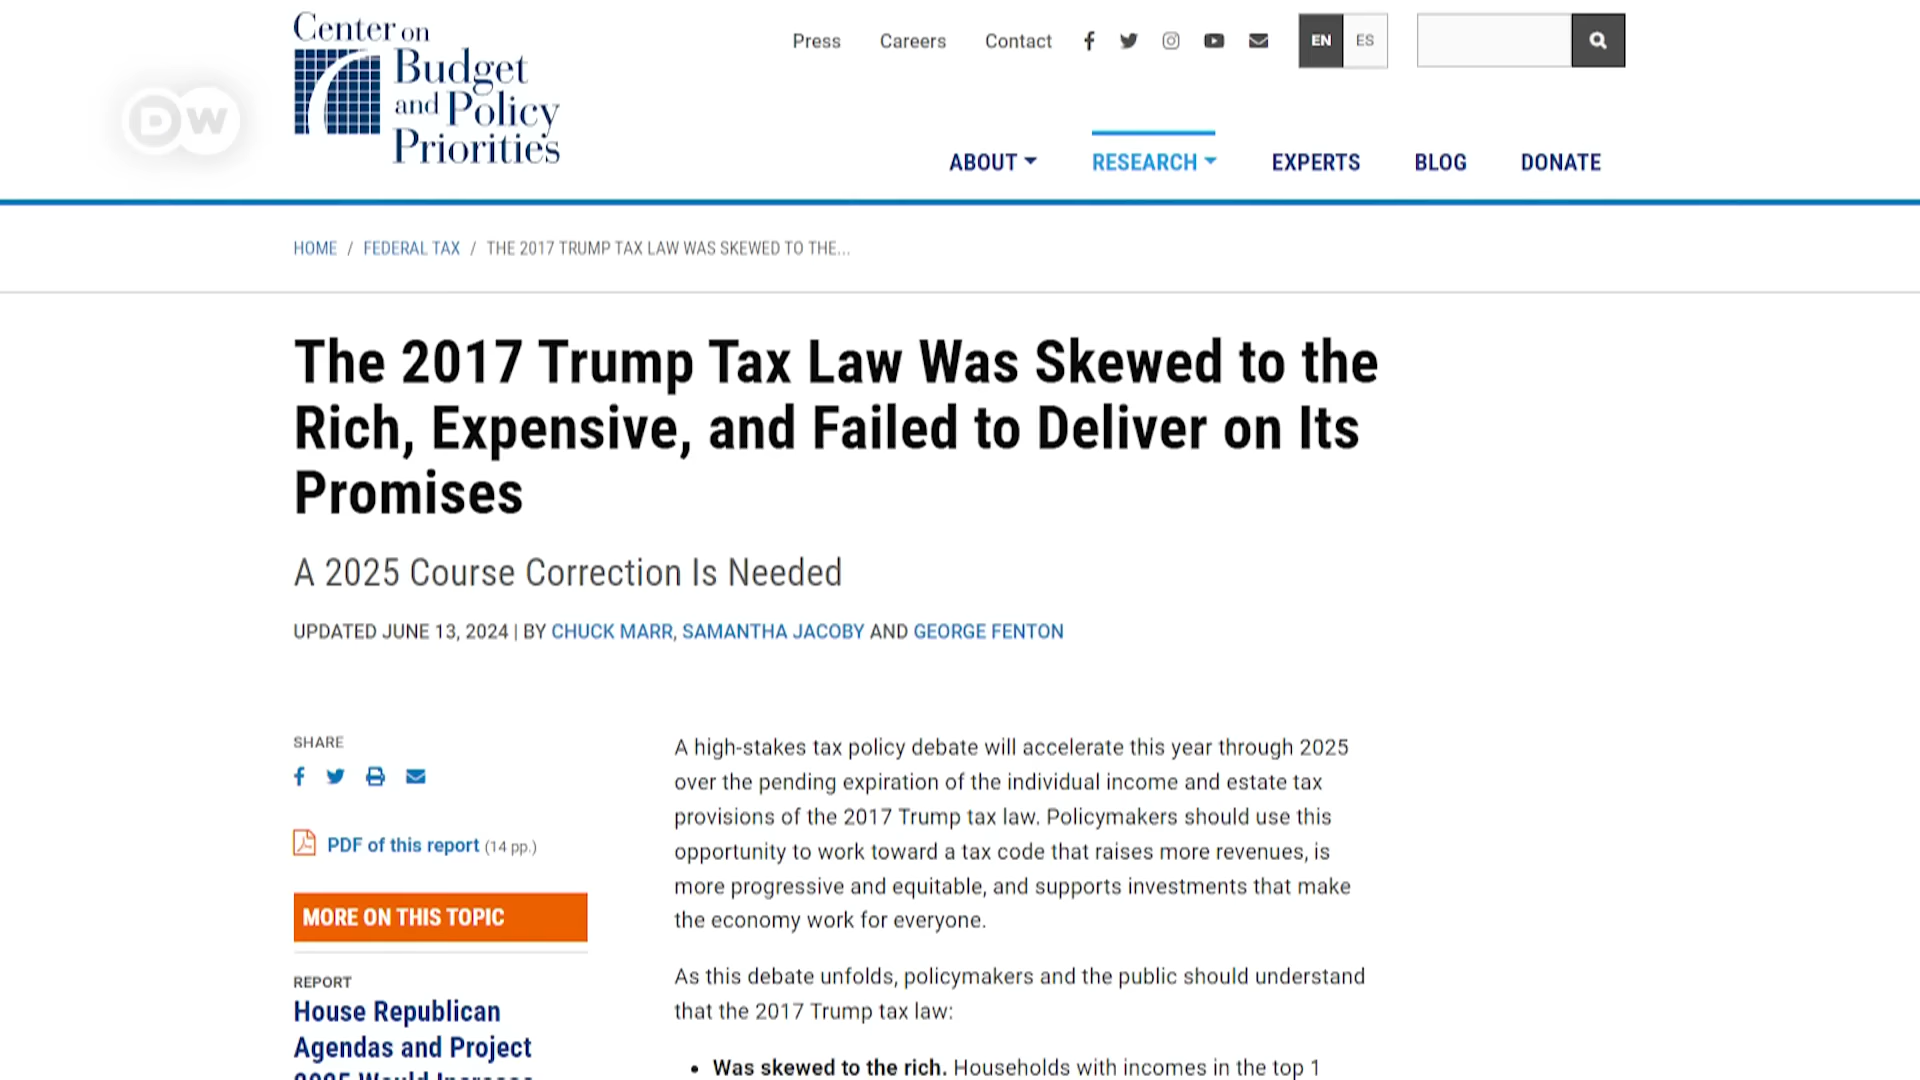 Center on
Budget
and Policy
Priorities
Press Careers Contact EN ES
DW
ABOUT RESEARCH EXPERTS BLOG DONATE
HOME / FEDERAL TAX / THE 2017 TRUMP TAX LAW WAS SKEWED TO THE...
The 2017 Trump Tax Law Was Skewed to the
Rich, Expensive, and Failed to Deliver on Its
Promises
A 2025 Course Correction Is Needed
UPDATED JUNE 13, 2024 | BY CHUCK MARR, SAMANTHA JACOBY AND GEORGE FENTON
SHARE
PDF of this report (14 pp.)
MORE ON THIS TOPIC
REPORT
House Republican
Agendas and Project
2025 Would Increase
A high-stakes tax policy debate will accelerate this year through 2025
over the pending expiration of the individual income and estate tax
provisions of the 2017 Trump tax law. Policymakers should use this
opportunity to work toward a tax code that raises more revenues, is
more progressive and equitable, and supports investments that make
the economy work for everyone.
As this debate unfolds, policymakers and the public should understand
that the 2017 Trump tax law:
• Was skewed to the rich. Households with incomes in the top 1